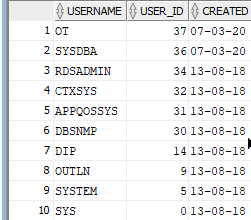 USERNAME USER_ID CREATED
1 OT 37 07-03-20
2 SYSDBA 36 07-03-20
3 RDSADMIN 34 13-08-18
4 CTXSYS 32 13-08-18
5 APPQOSSYS 31 13-08-18
6 DBSNMP 30 13-08-18
7 DIP 14 13-08-18
8 OUTLN 9 13-08-18
9 SYSTEM 5 13-08-18
10 SYS 0 13-08-18